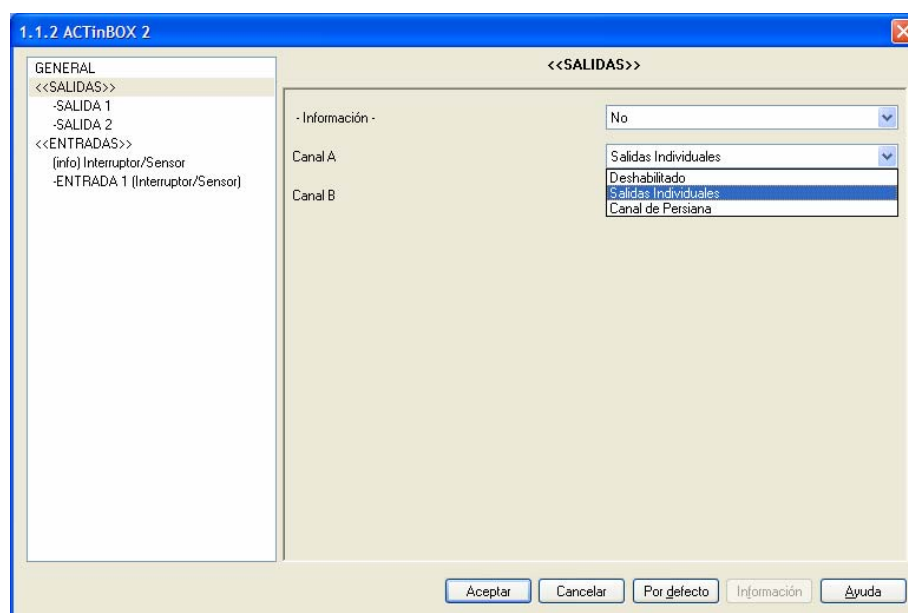 1.1.2 ACTinBOX 2
GENERAL
<<SALIDAS>>
-SALIDA 1
-SALIDA 2
<<ENTRADAS>>
(info) Interruptor/Sensor
-ENTRADA 1 (Interruptor/Sensor)
<<SALIDAS>>
- Información - No
Canal A Salidas Individuales
Deshabilitado
Salidas Individuales
Canal de Persiana
Canal B
Aceptar Cancelar Por defecto Información Ayuda